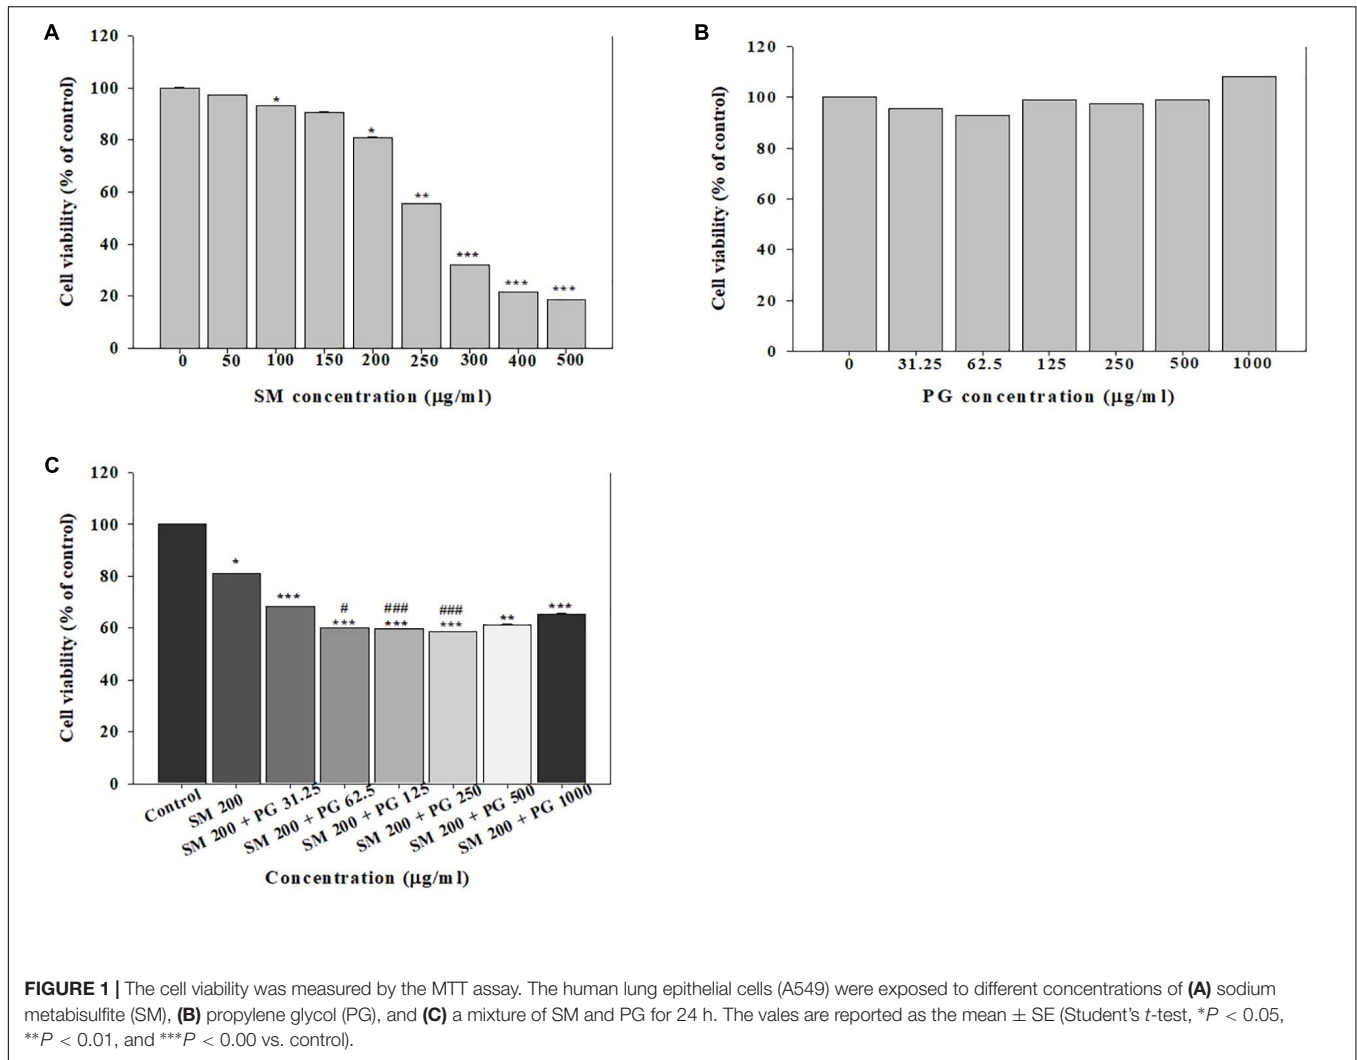 A
120
100
80
60
40
20
0
Cell viability (% of control)
*
*
**
***
***
***
0 50 100 150 200 250 300 400 500
SM concentration (µg/ml)
B
120
100
80
60
40
20
0
Cell viability (% of control)
0 31.25 62.5 125 250 500 1000
PG concentration (µg/ml)
C
120
100
80
60
40
20
0
Cell viability (% of control)
*
***
#
***
###
***
###
***
**
***
Control
SM 200
SM 200 + PG 31.25
SM 200 + PG 62.5
SM 200 + PG 125
SM 200 + PG 250
SM 200 + PG 500
SM 200 + PG 1000
Concentration (µg/ml)
FIGURE 1 | The cell viability was measured by the MTT assay. The human lung epithelial cells (A549) were exposed to different concentrations of (A) sodium
metabisulfite (SM), (B) propylene glycol (PG), and (C) a mixture of SM and PG for 24 h. The vales are reported as the mean ± SE (Student's t-test, *P < 0.05,
**P < 0.01, and ***P < 0.00 vs. control).